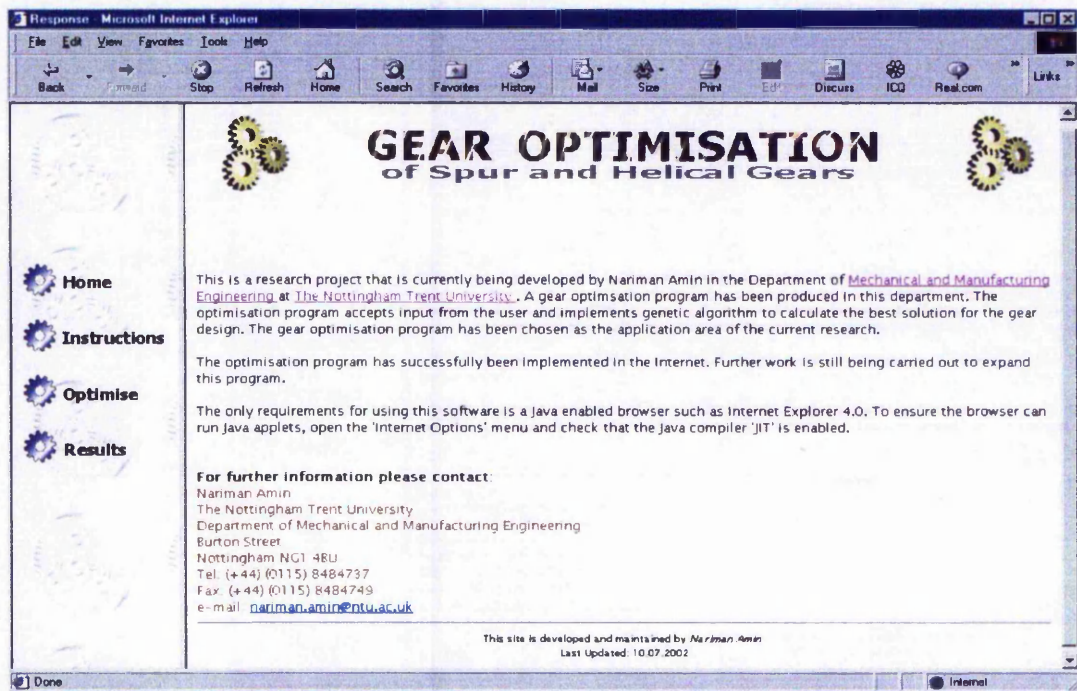 Response - Microsoft Internet Explorer
File Edit View Favorites Tools Help
Back Forward Stop Refresh Home Search Favorites History Mail Size Print Edit Discuss ICQ Real.com Links
GEAR OPTIMISATION
of Spur and Helical Gears
Home
Instructions
Optimise
Results
This is a research project that is currently being developed by Nariman Amin in the Department of Mechanical and Manufacturing
Engineering at The Nottingham Trent University. A gear optimsation program has been produced in this department. The
optimisation program accepts input from the user and implements genetic algorithm to calculate the best solution for the gear
design. The gear optimisation program has been chosen as the application area of the current research.
The optimisation program has successfully been implemented in the Internet. Further work is still being carried out to expand
this program.
The only requirements for using this software is a Java enabled browser such as Internet Explorer 4.0. To ensure the browser can
run Java applets, open the 'Internet Options' menu and check that the Java compiler 'JIT' is enabled.
For further information please contact:
Nariman Amin
The Nottingham Trent University
Department of Mechanical and Manufacturing Engineering
Burton Street
Nottingham NG1 4BU
Tel: (+44) (0115) 8484737
Fax: (+44) (0115) 8484749
e-mail: nariman.amin@ntu.ac.uk
This site is developed and maintained by Nariman Amin
Last Updated: 10.07.2002
Done
Internet